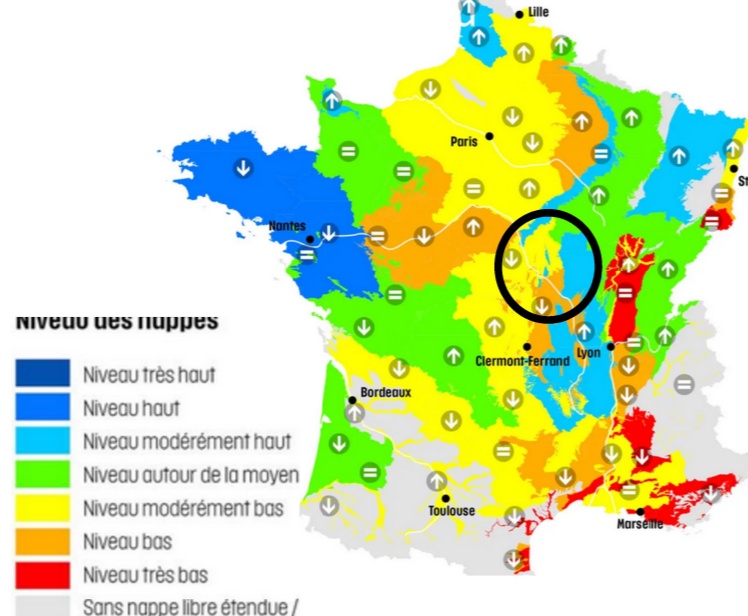 Lille
Paris
St
Nantes
Clermont-Ferrand
Lyon
Bordeaux
Toulouse
Marseille
Niveau des nappes
Niveau très haut
Niveau haut
Niveau modérément haut
Niveau autour de la moyen
Niveau modérément bas
Niveau bas
Niveau très bas
Sans nappe libre étendue /